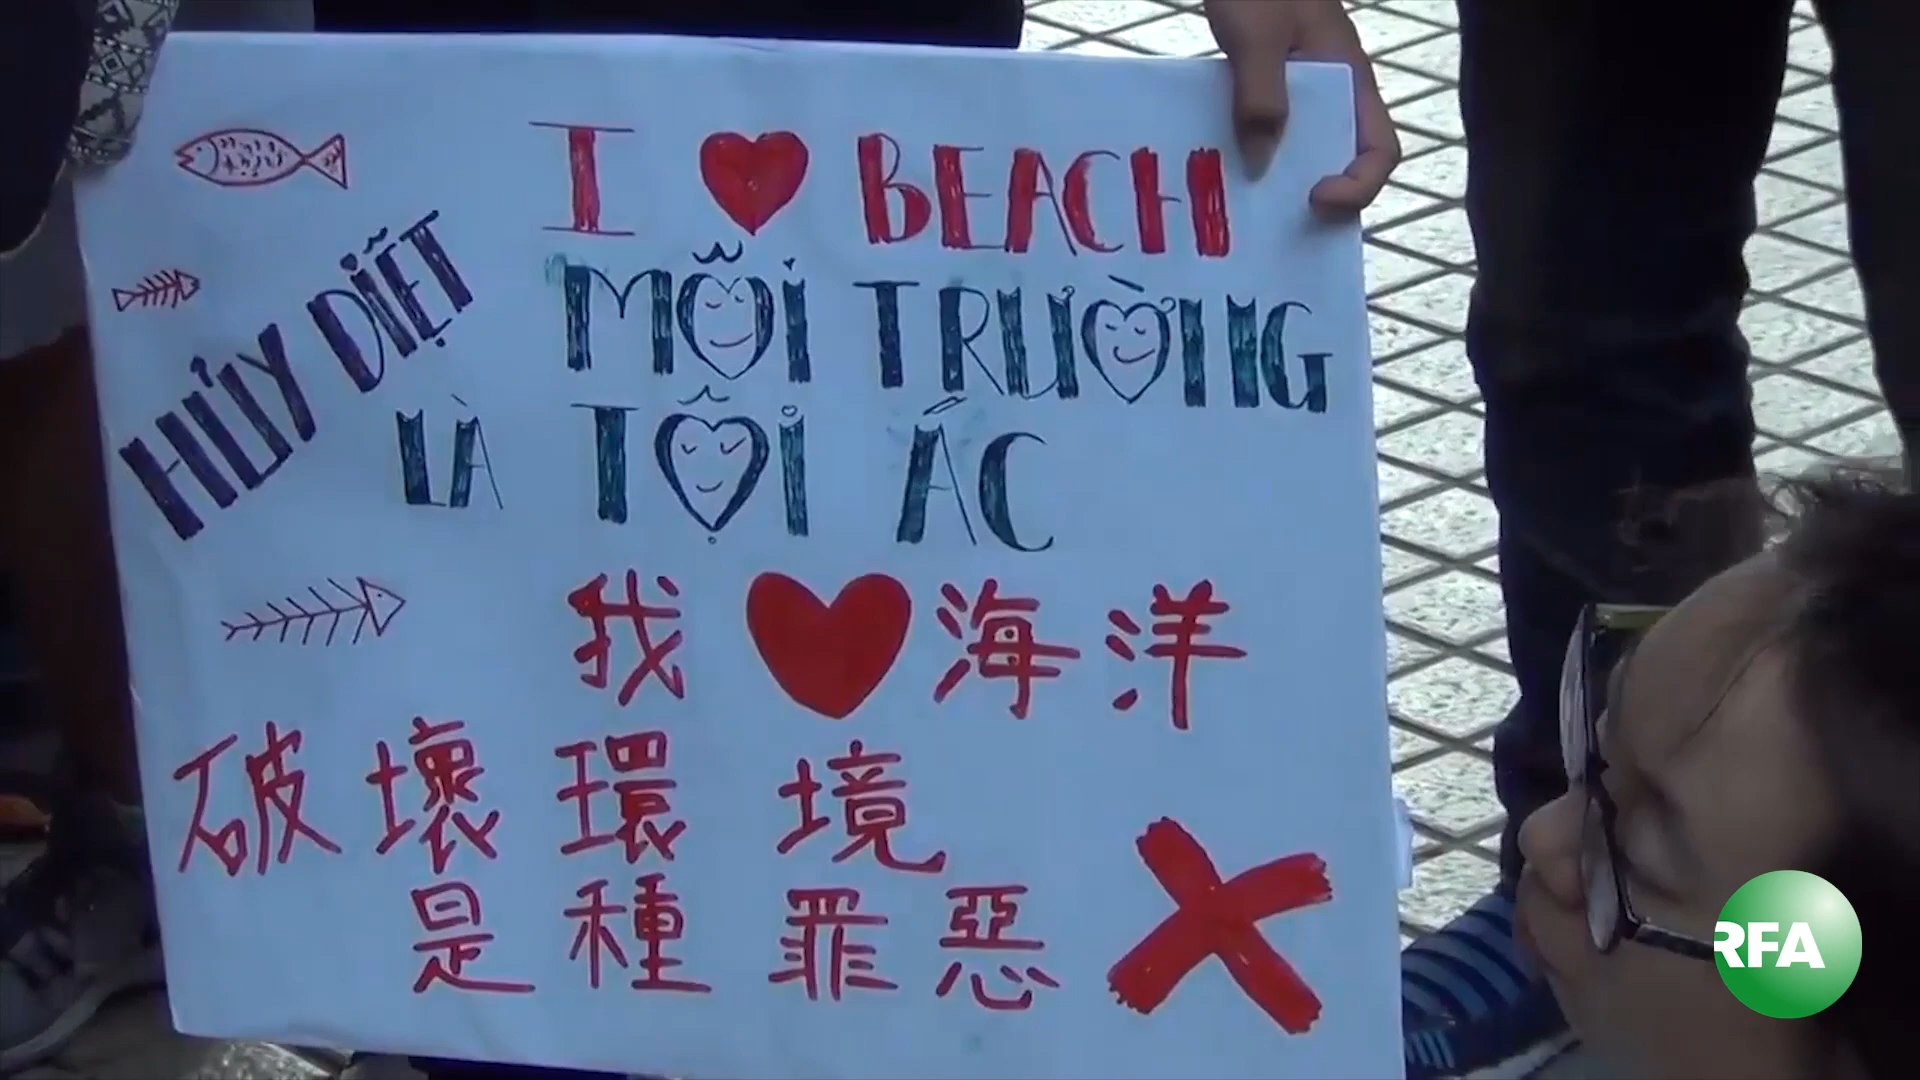 I ❤ BEACH
HỦY DIỆT
MỖI TRƯỜNG
LÀ TỘI ÁC
我 ❤ 海洋
破壞環境
是種罪惡
RFA